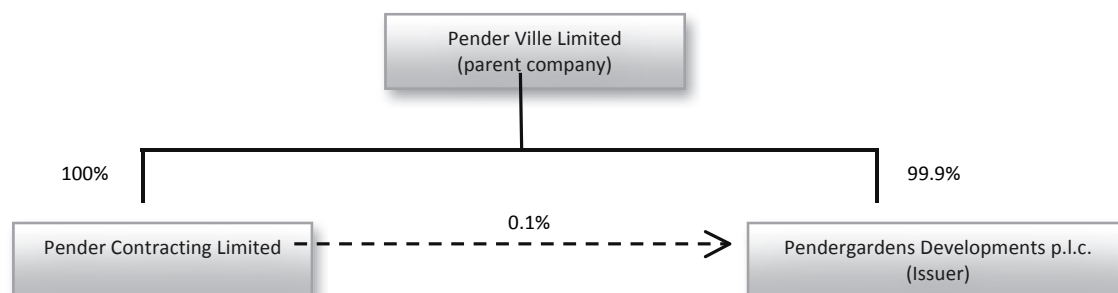 Pender Ville Limited
(parent company)
100%
99.9%
0.1%
Pender Contracting Limited
Pendergardens Developments p.l.c.
(Issuer)